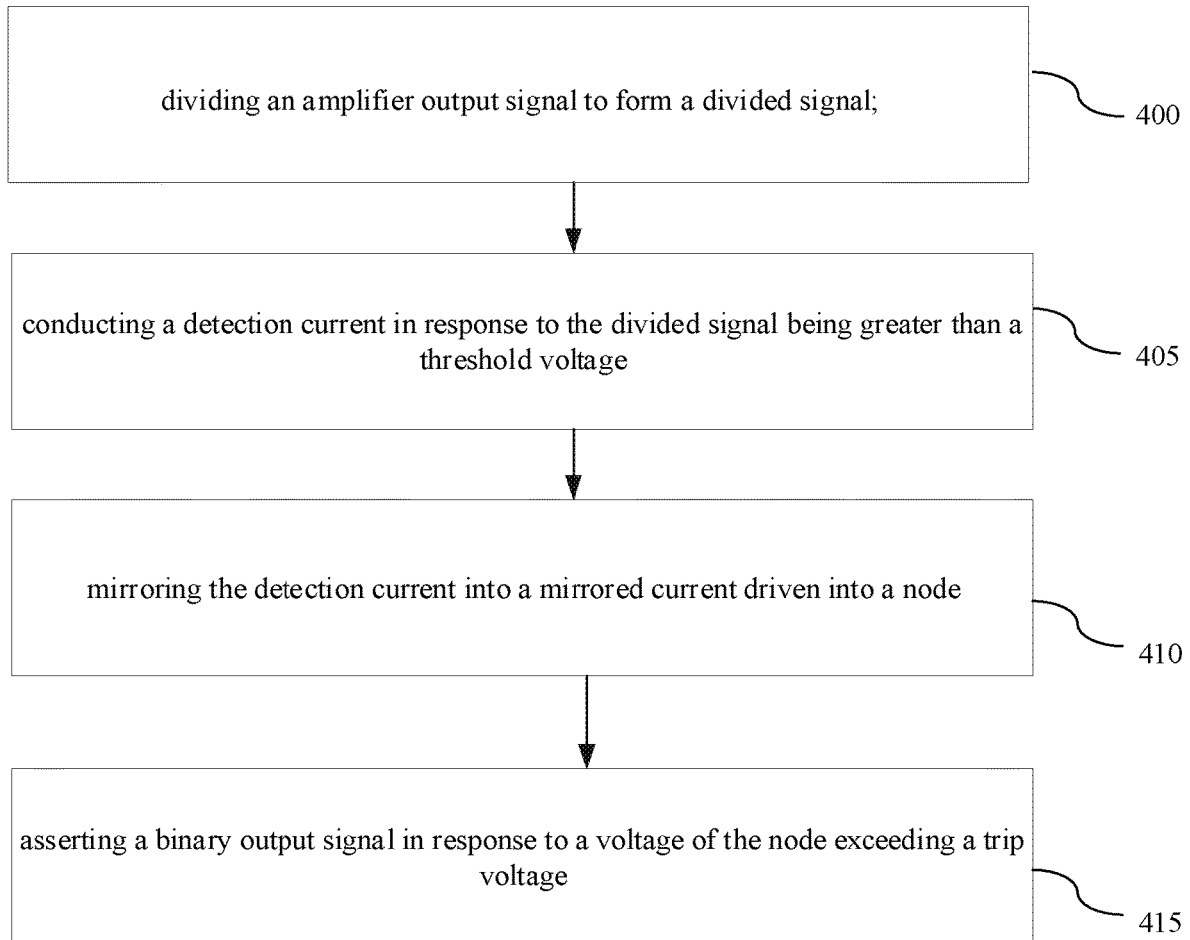 dividing an amplifier output signal to form a divided signal;
400
conducting a detection current in response to the divided signal being greater than a
threshold voltage
405
mirroring the detection current into a mirrored current driven into a node
410
asserting a binary output signal in response to a voltage of the node exceeding a trip
voltage
415